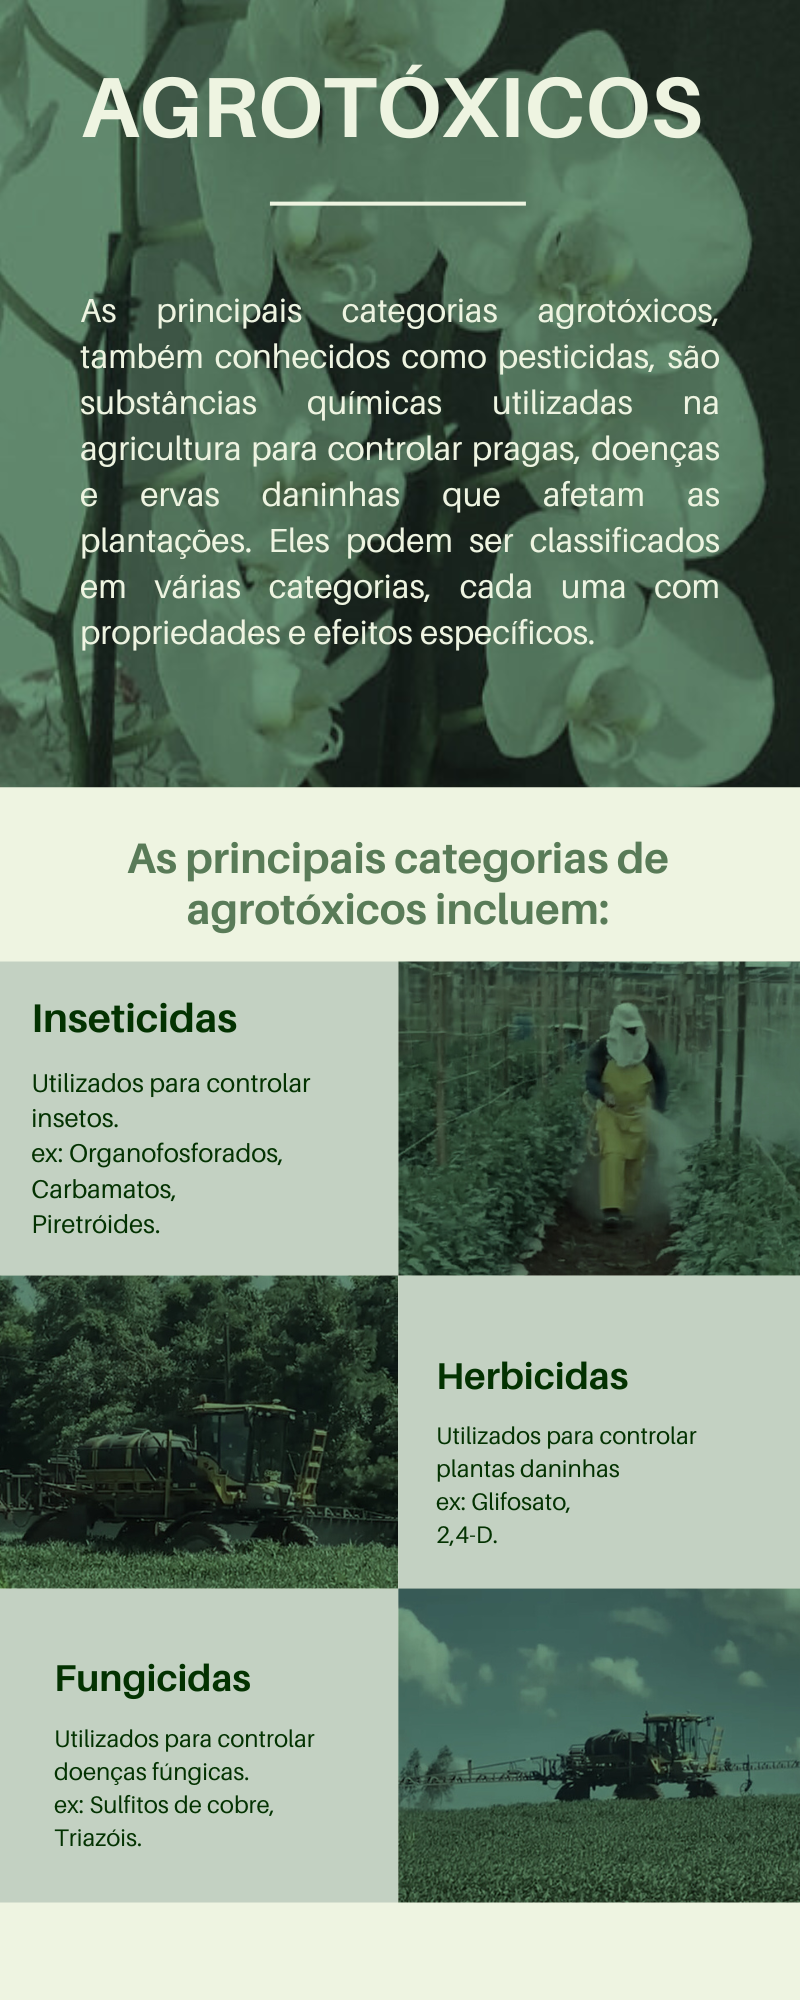 AGROTÓXICOS
As principais categorias agrotóxicos,
também conhecidos como pesticidas, são
substâncias químicas utilizadas na
agricultura para controlar pragas, doenças
e ervas daninhas que afetam as
plantações. Eles podem ser classificados
em várias categorias, cada uma com
propriedades e efeitos específicos.
As principais categorias de
agrotóxicos incluem:
Inseticidas
Utilizados para controlar
insetos.
ex: Organofosforados,
Carbamatos,
Piretróides.
Herbicidas
Utilizados para controlar
plantas daninhas
ex: Glifosato,
2,4-D.
Fungicidas
Utilizados para controlar
doenças fúngicas.
ex: Sulfitos de cobre,
Triazóis.